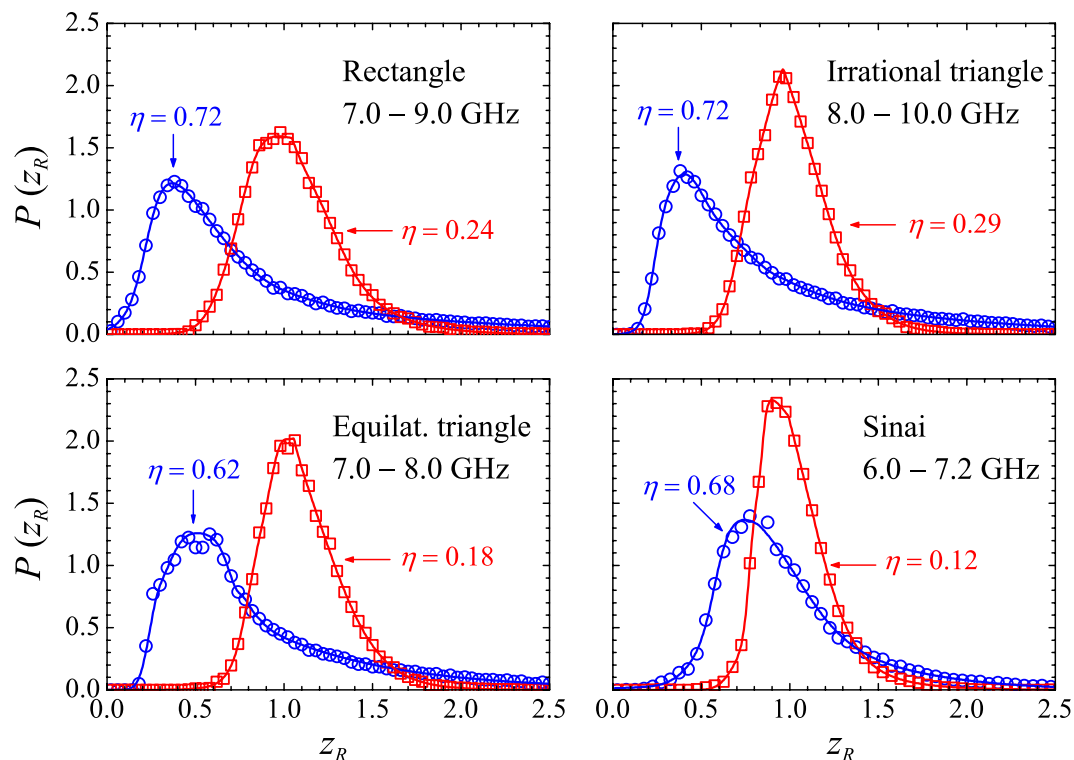 2.5
2.0
1.5
1.0
0.5
0.0
P (z_R)
Rectangle
7.0 – 9.0 GHz
η = 0.72
η = 0.24
Irrational triangle
8.0 – 10.0 GHz
η = 0.72
η = 0.29
2.5
2.0
1.5
1.0
0.5
0.0
P (z_R)
Equilat. triangle
7.0 – 8.0 GHz
η = 0.62
η = 0.18
0.0 0.5 1.0 1.5 2.0 2.5
z_R
Sinai
6.0 – 7.2 GHz
η = 0.68
η = 0.12
0.0 0.5 1.0 1.5 2.0 2.5
z_R